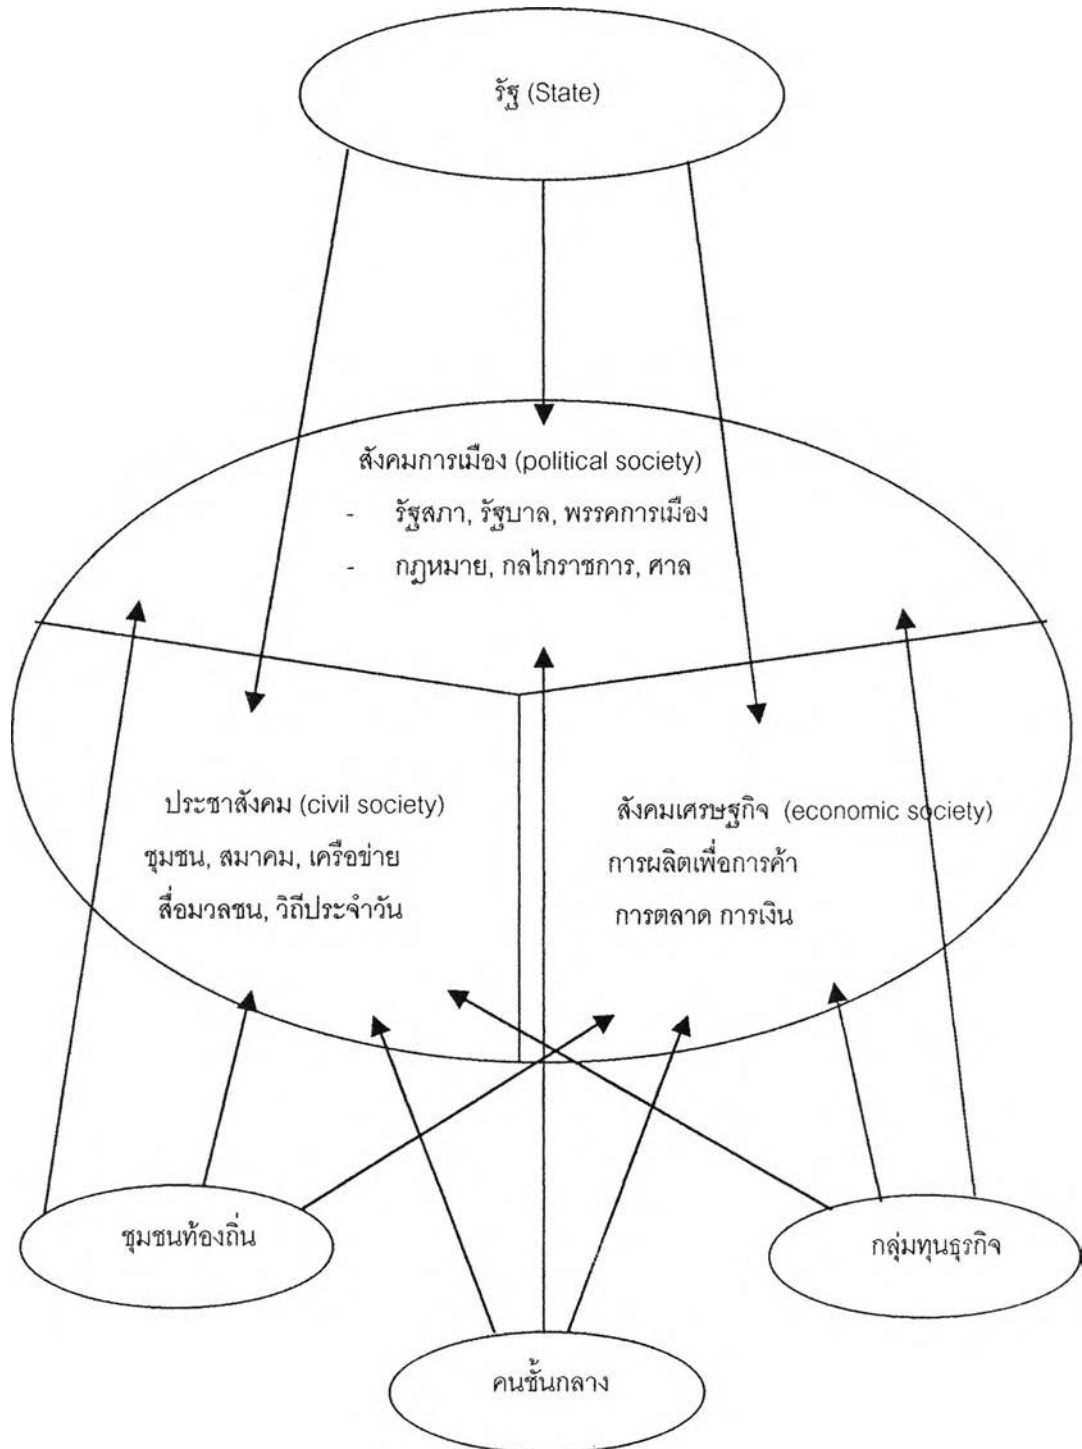 รัฐ (State)
สังคมการเมือง (political society)
- รัฐสภา, รัฐบาล, พรรคการเมือง
- กฎหมาย, กลไกราชการ, ศาล
ประชาสังคม (civil society)
ชุมชน, สมาคม, เครือข่าย
สื่อมวลชน, วิถีประจำวัน
สังคมเศรษฐกิจ (economic society)
การผลิตเพื่อการค้า
การตลาด การเงิน
ชุมชนท้องถิ่น
กลุ่มทุนธุรกิจ
คนชั้นกลาง